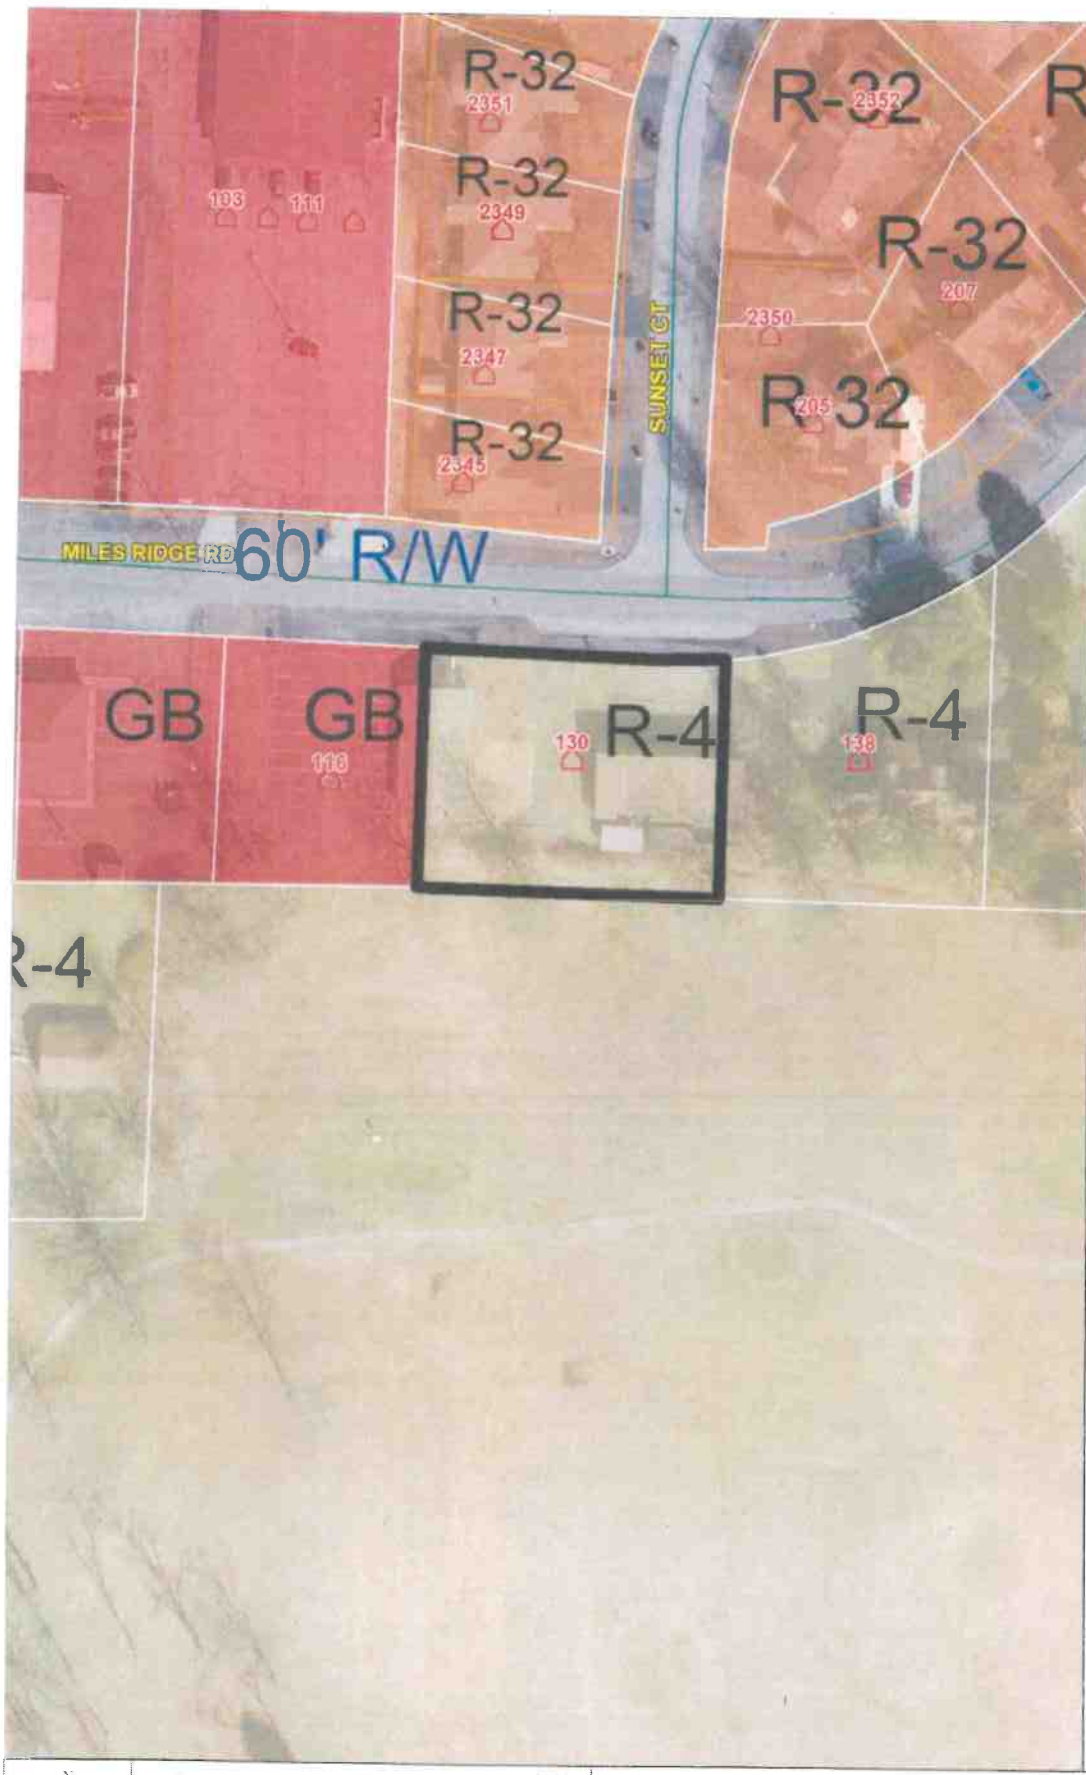 R-32
2351
R-32
2352
R
R-32
2349
103
111
R-32
207
R-32
2347
SUNSET CT
2350
R-32
205
R-32
2345
MILES RIDGE RD
60' R/W
GB
GB
116
130
R-4
R-4
138
R-4